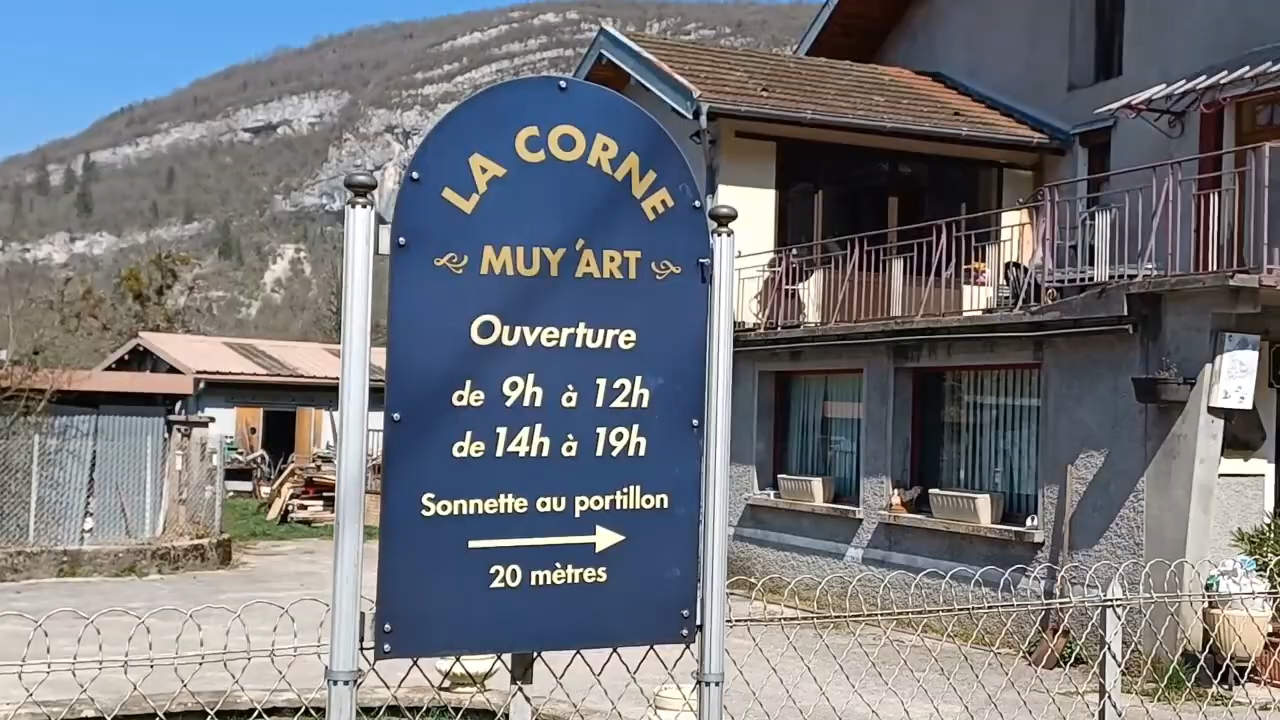 LA CORNE
MUY'ART
Ouverture
de 9h à 12h
de 14h à 19h
Sonnette au portillon
20 mètres